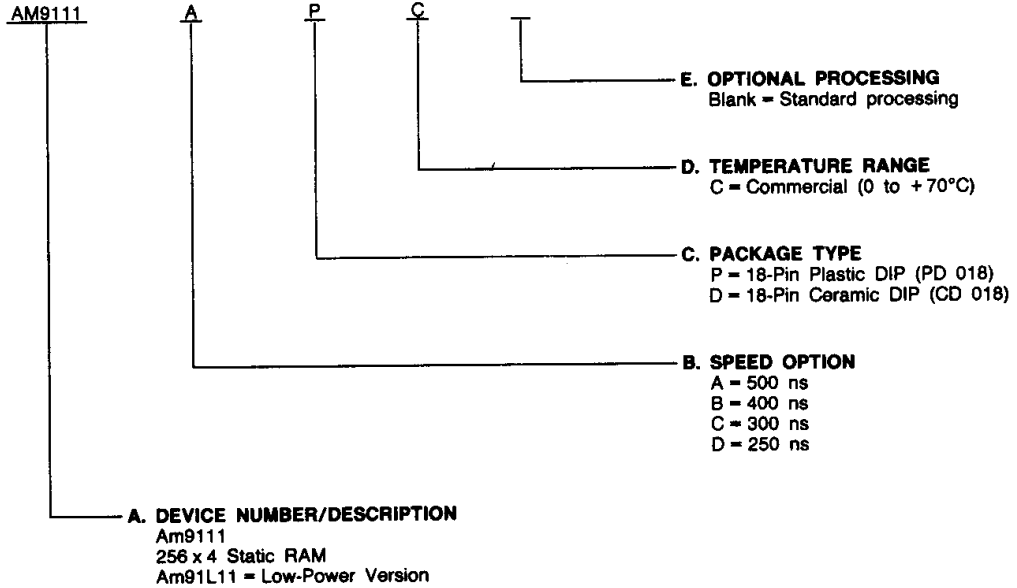 AM9111 A P C
E. OPTIONAL PROCESSING
Blank = Standard processing
D. TEMPERATURE RANGE
C = Commercial (0 to +70°C)
C. PACKAGE TYPE
P = 18-Pin Plastic DIP (PD 018)
D = 18-Pin Ceramic DIP (CD 018)
B. SPEED OPTION
A = 500 ns
B = 400 ns
C = 300 ns
D = 250 ns
A. DEVICE NUMBER/DESCRIPTION
Am9111
256 x 4 Static RAM
Am91L11 = Low-Power Version